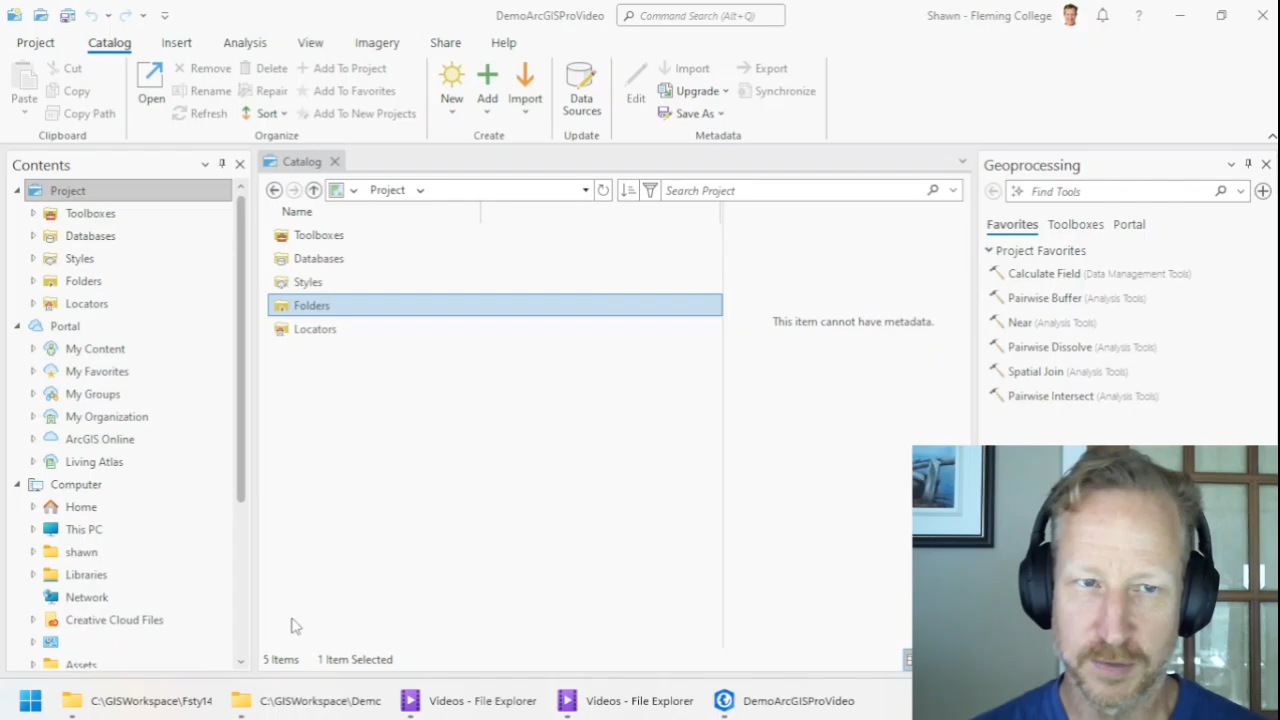 DemoArcGISProVideo
Command Search (Alt+Q)
Shawn - Fleming College
Project
Catalog
Insert
Analysis
View
Imagery
Share
Help
Paste
Cut
Copy
Copy Path
Clipboard
Open
Remove
Delete
Add To Project
Rename
Repair
Add To Favorites
Refresh
Sort
Add To New Projects
Organize
New
Add
Import
Create
Data
Sources
Update
Edit
Import
Export
Upgrade
Synchronize
Save As
Metadata
Contents
Project
Toolboxes
Databases
Styles
Folders
Locators
Portal
My Content
My Favorites
My Groups
My Organization
ArcGIS Online
Living Atlas
Computer
Home
This PC
shawn
Libraries
Network
Creative Cloud Files
Assets
Catalog
Project
Search Project
Name
Toolboxes
Databases
Styles
Folders
Locators
This item cannot have metadata.
5 Items
1 Item Selected
Geoprocessing
Find Tools
Favorites
Toolboxes
Portal
Project Favorites
Calculate Field (Data Management Tools)
Pairwise Buffer (Analysis Tools)
Near (Analysis Tools)
Pairwise Dissolve (Analysis Tools)
Spatial Join (Analysis Tools)
Pairwise Intersect (Analysis Tools)
C:\GISWorkspace\Fsty14
C:\GISWorkspace\Demc
Videos - File Explorer
Videos - File Explorer
DemoArcGISProVideo